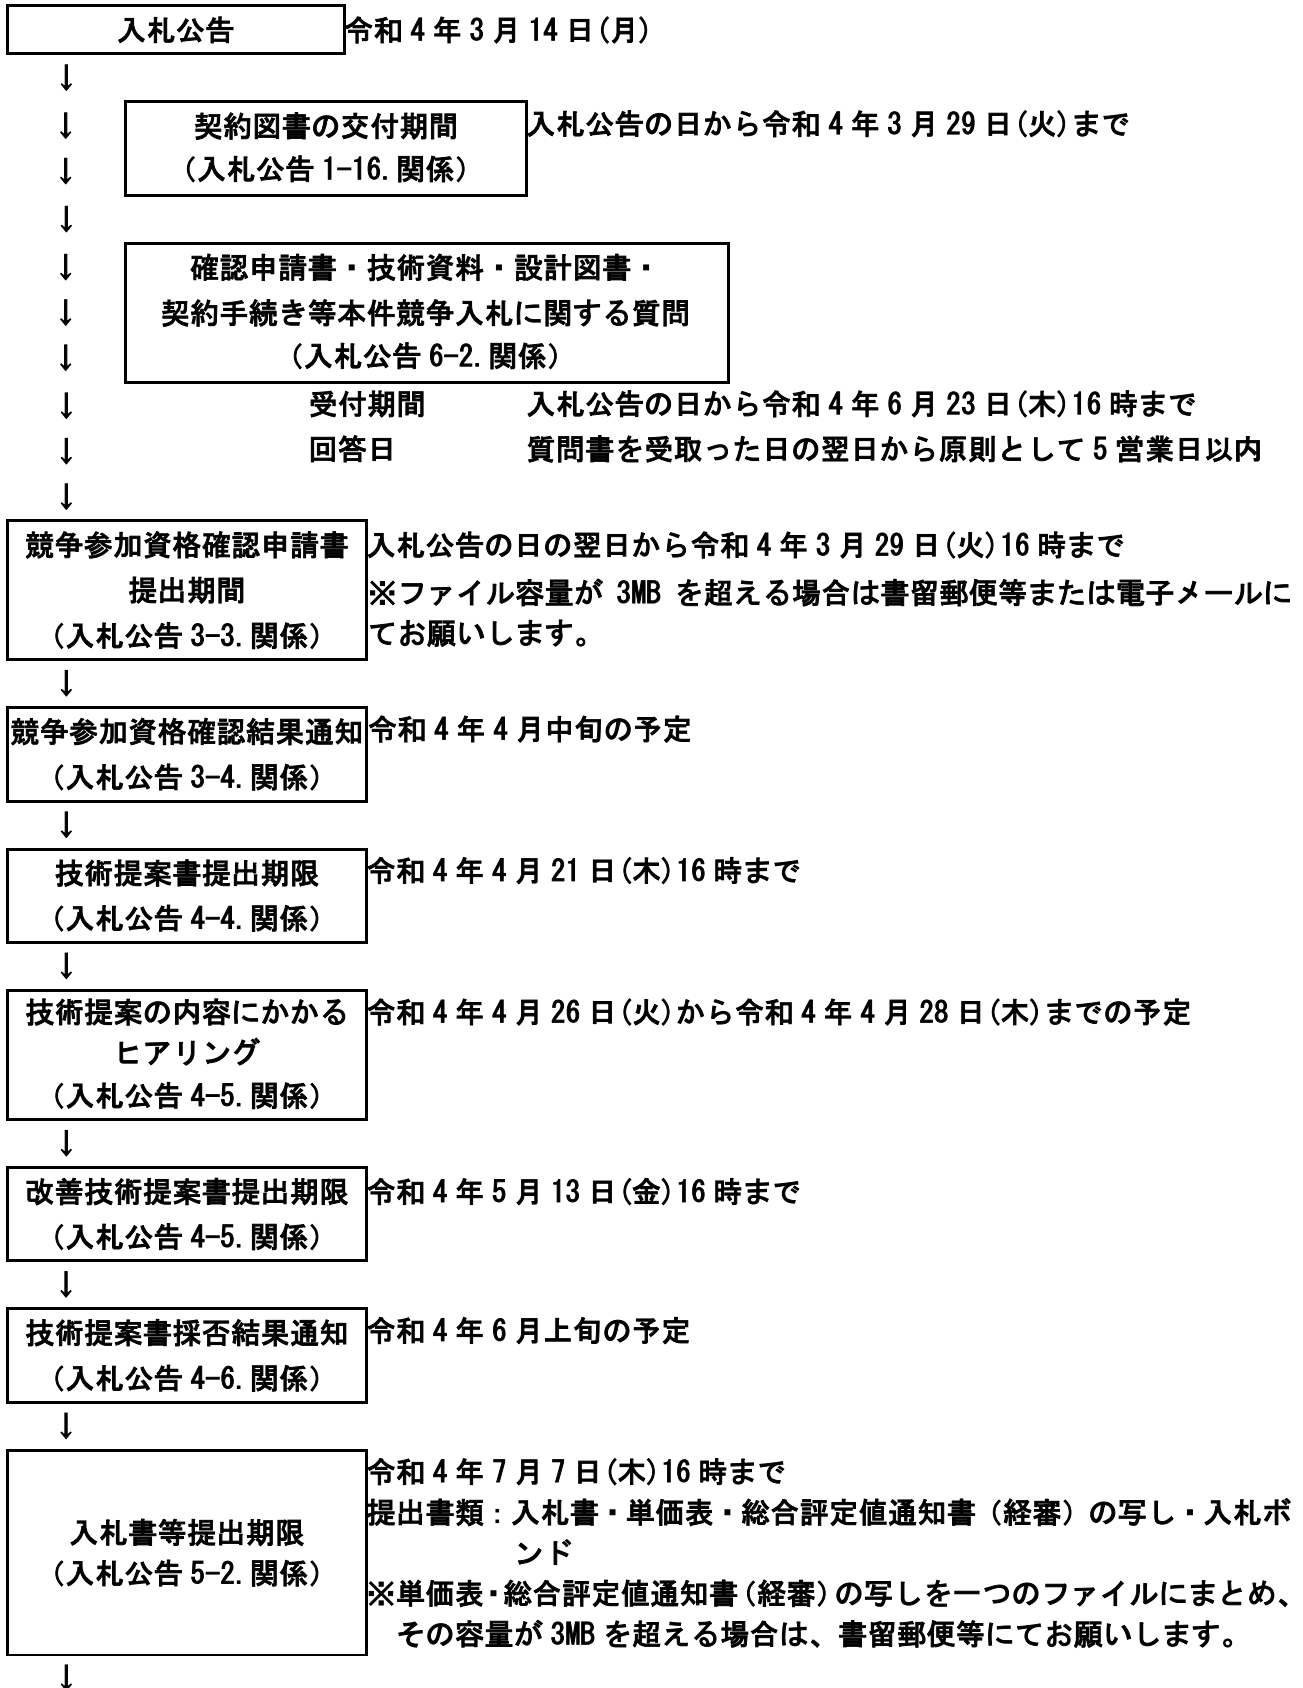 入札公告 令和4年3月14日(月)
↓
↓ 契約図書の交付期間 入札公告の日から令和4年3月29日(火)まで
↓ (入札公告1-16.関係)
↓
↓ 確認申請書・技術資料・設計図書・
↓ 契約手続き等本件競争入札に関する質問
↓ (入札公告6-2.関係)
↓ 受付期間 入札公告の日から令和4年6月23日(木)16時まで
↓ 回答日 質問書を受取った日の翌日から原則として5営業日以内
↓
競争参加資格確認申請書 入札公告の日の翌日から令和4年3月29日(火)16時まで
提出期間 ※ファイル容量が 3MB を超える場合は書留郵便等または電子メールに
(入札公告3-3.関係) てお願いします。
↓
競争参加資格確認結果通知 令和4年4月中旬の予定
(入札公告3-4.関係)
↓
技術提案書提出期限 令和4年4月21日(木)16時まで
(入札公告4-4.関係)
↓
技術提案の内容にかかる 令和4年4月26日(火)から令和4年4月28日(木)までの予定
ヒアリング
(入札公告4-5.関係)
↓
改善技術提案書提出期限 令和4年5月13日(金)16時まで
(入札公告4-5.関係)
↓
技術提案書採否結果通知 令和4年6月上旬の予定
(入札公告4-6.関係)
↓
令和4年7月7日(木)16時まで
提出書類:入札書・単価表・総合評定値通知書(経審)の写し・入札ボ
入札書等提出期限 ンド
(入札公告5-2.関係) ※単価表・総合評定値通知書(経審)の写しを一つのファイルにまとめ、
その容量が3MBを超える場合は、書留郵便等にてお願いします。
↓